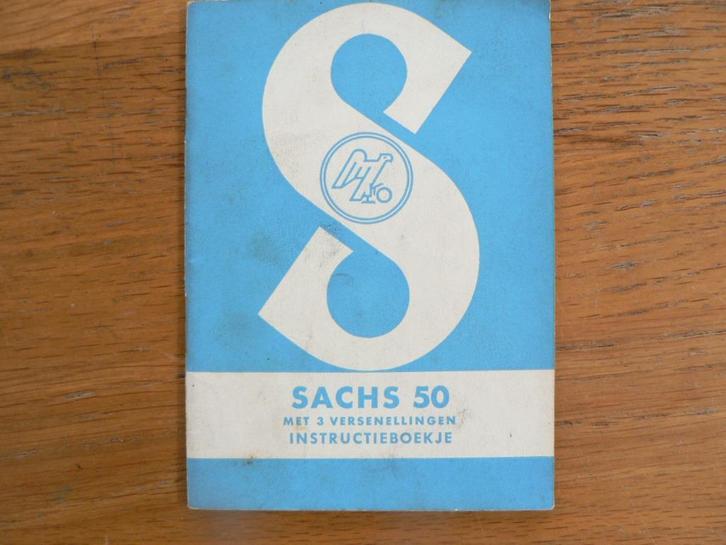 S
SACHS 50
MET 3 VERSENELLINGEN
INSTRUCTIEBOEKJE